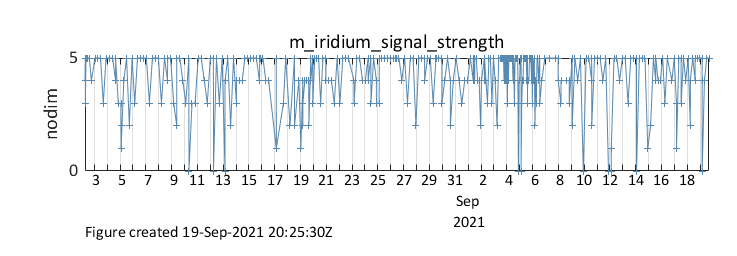 m_iridium_signal_strength
5
nodim
0
3 5 7 9 11 13 15 17 19 21 23 25 27 29 31 2 4 6 8 10 12 14 16 18
Sep
2021
Figure created 19-Sep-2021 20:25:30Z